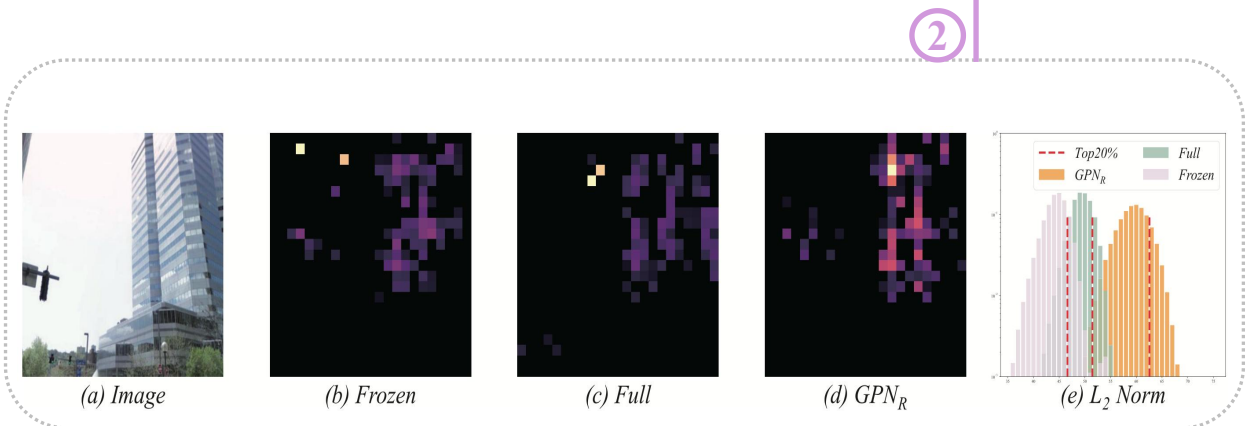 2
Top20%
Full
GPN_R
Frozen
(a) Image
(b) Frozen
(c) Full
(d) GPN_R
(e) L_2 Norm